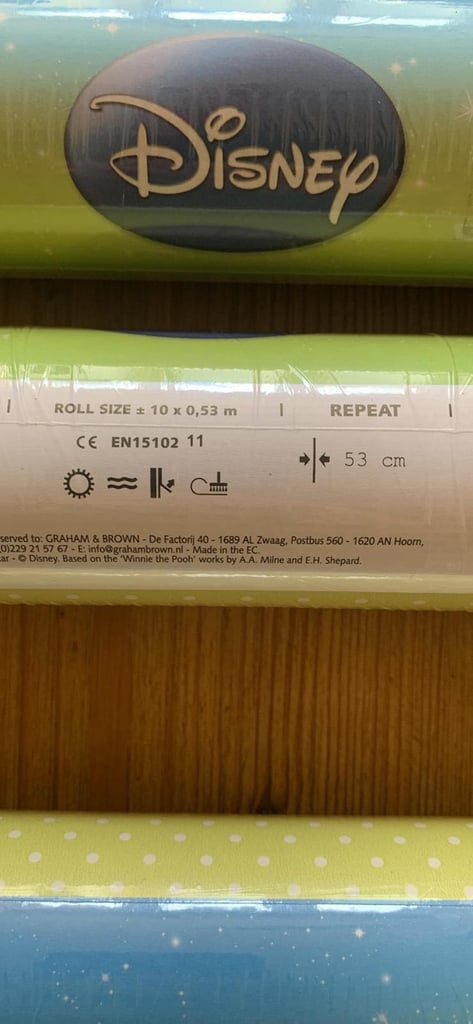 Disney
ROLL SIZE ± 10 x 0,53 m | REPEAT
CE EN15102 11
53 cm
served to: GRAHAM & BROWN - De Factorij 40 - 1689 AL Zwaag, Postbus 560 - 1620 AN Hoorn,
(0)229 21 57 67 - E: info@grahambrown.nl - Made in the EC.
ar - © Disney. Based on the 'Winnie the Pooh' works by A.A. Milne and E.H. Shepard.